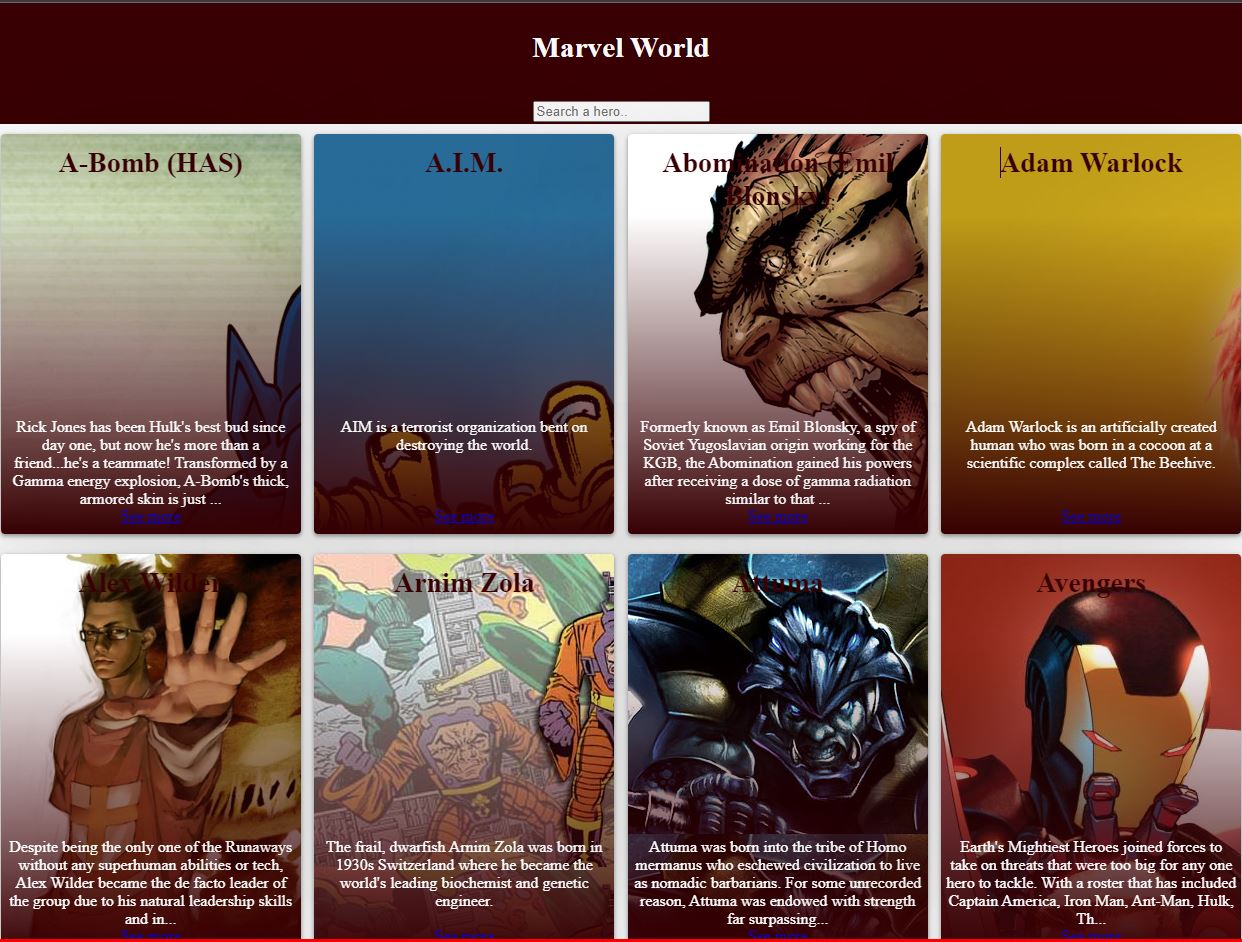 Marvel World
Search a hero..
A-Bomb (HAS)
Rick Jones has been Hulk's best bud since
day one, but now he's more than a
friend...he's a teammate! Transformed by a
Gamma energy explosion, A-Bomb's thick,
armored skin is just ...
See more
A.I.M.
AIM is a terrorist organization bent on
destroying the world.
See more
Abomination (Emil
Blonsky)
Formerly known as Emil Blonsky, a spy of
Soviet Yugoslavian origin working for the
KGB, the Abomination gained his powers
after receiving a dose of gamma radiation
similar to that ...
See more
Adam Warlock
Adam Warlock is an artificially created
human who was born in a cocoon at a
scientific complex called The Beehive.
See more
Alex Wilder
Despite being the only one of the Runaways
without any superhuman abilities or tech,
Alex Wilder became the de facto leader of
the group due to his natural leadership skills
and in...
See more
Arnim Zola
The frail, dwarfish Arnim Zola was born in
1930s Switzerland where he became the
world's leading biochemist and genetic
engineer.
See more
Attuma
Attuma was born into the tribe of Homo
mermanus who eschewed civilization to live
as nomadic barbarians. For some unrecorded
reason, Attuma was endowed with strength
far surpassing...
See more
Avengers
Earth's Mightiest Heroes joined forces to
take on threats that were too big for any one
hero to tackle. With a roster that has included
Captain America, Iron Man, Ant-Man, Hulk,
Th...
See more